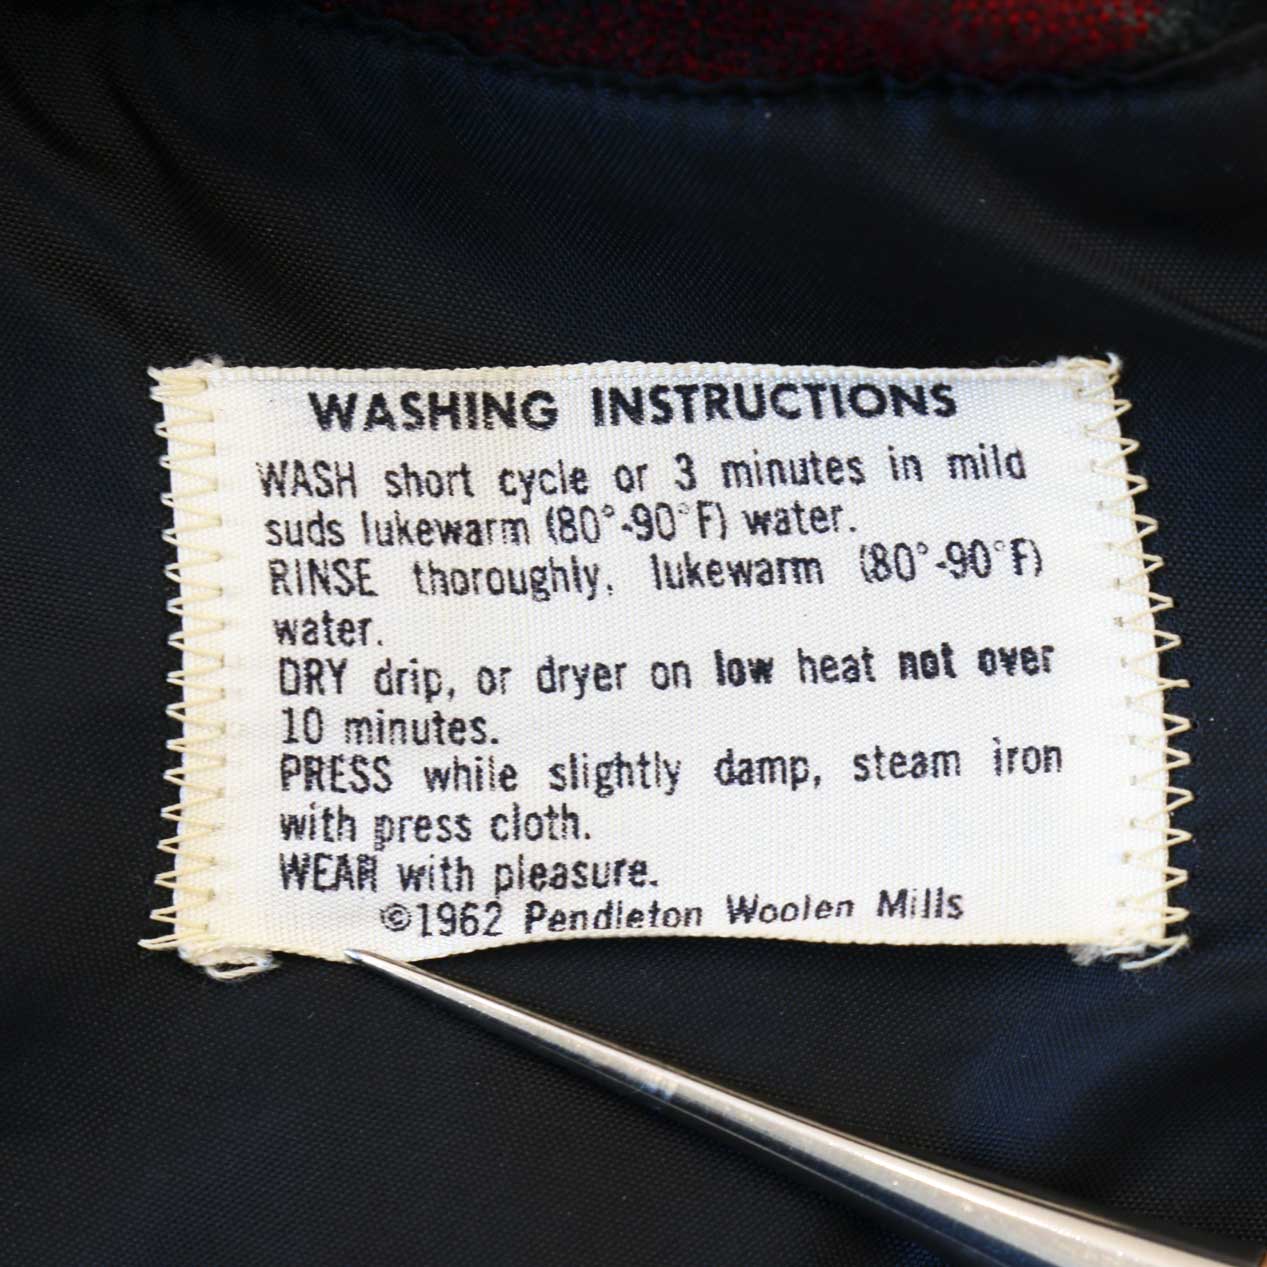 WASHING INSTRUCTIONS
WASH short cycle or 3 minutes in mild
suds lukewarm (80°-90°F) water.
RINSE thoroughly, lukewarm (80°-90°F)
water.
DRY drip, or dryer on low heat not over
10 minutes.
PRESS while slightly damp, steam iron
with press cloth.
WEAR with pleasure.
©1962 Pendleton Woolen Mills